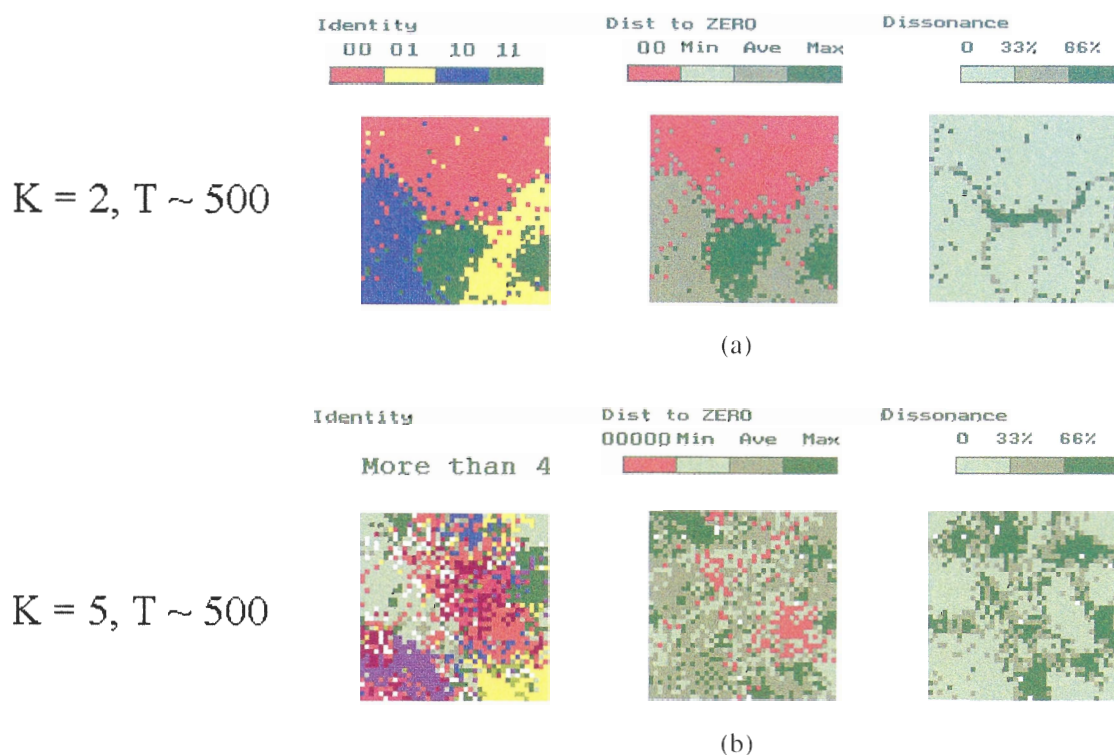 Identity
00 01 10 11
Dist to ZERO
00 Min Ave Max
Dissonance
0 33% 66%
K = 2, T ~ 500
(a)
Identity
More than 4
Dist to ZERO
00000 Min Ave Max
Dissonance
0 33% 66%
K = 5, T ~ 500
(b)